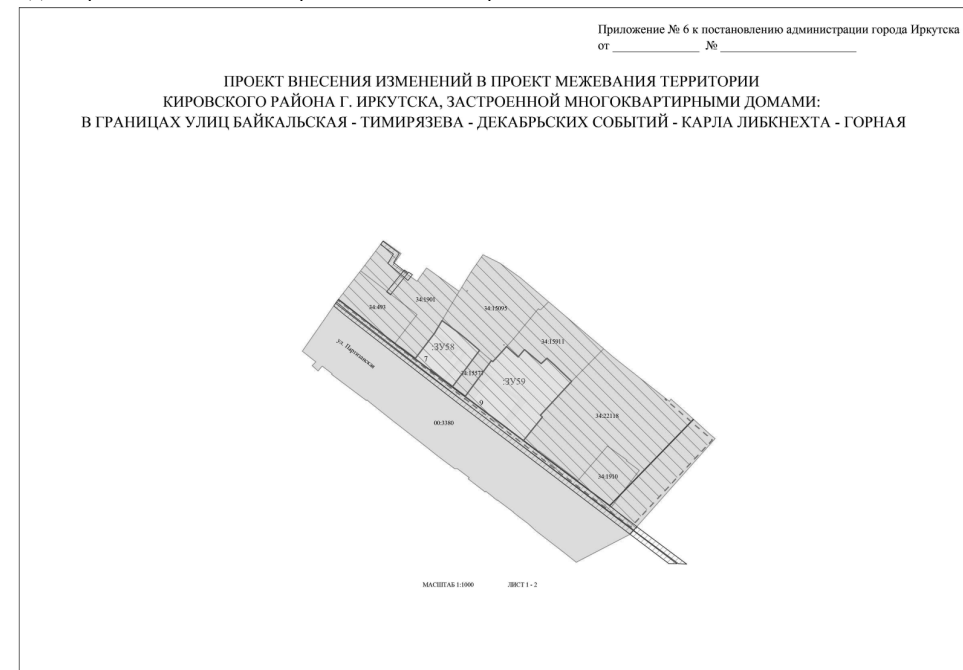 Приложение № 6 к постановлению администрации города Иркутска
от ______________ № ______________________
ПРОЕКТ ВНЕСЕНИЯ ИЗМЕНЕНИЙ В ПРОЕКТ МЕЖЕВАНИЯ ТЕРРИТОРИИ
КИРОВСКОГО РАЙОНА Г. ИРКУТСКА, ЗАСТРОЕННОЙ МНОГОКВАРТИРНЫМИ ДОМАМИ:
В ГРАНИЦАХ УЛИЦ БАЙКАЛЬСКАЯ - ТИМИРЯЗЕВА - ДЕКАБРЬСКИХ СОБЫТИЙ - КАРЛА ЛИБКНЕХТА - ГОРНАЯ
34:1901
34:493
34:15095
34:15911
:ЗУ58
7
ул. Партизанская
34:15577
:ЗУ59
9
34:22118
00:3380
34:1910
МАСШТАБ 1:1000 ЛИСТ 1 - 2